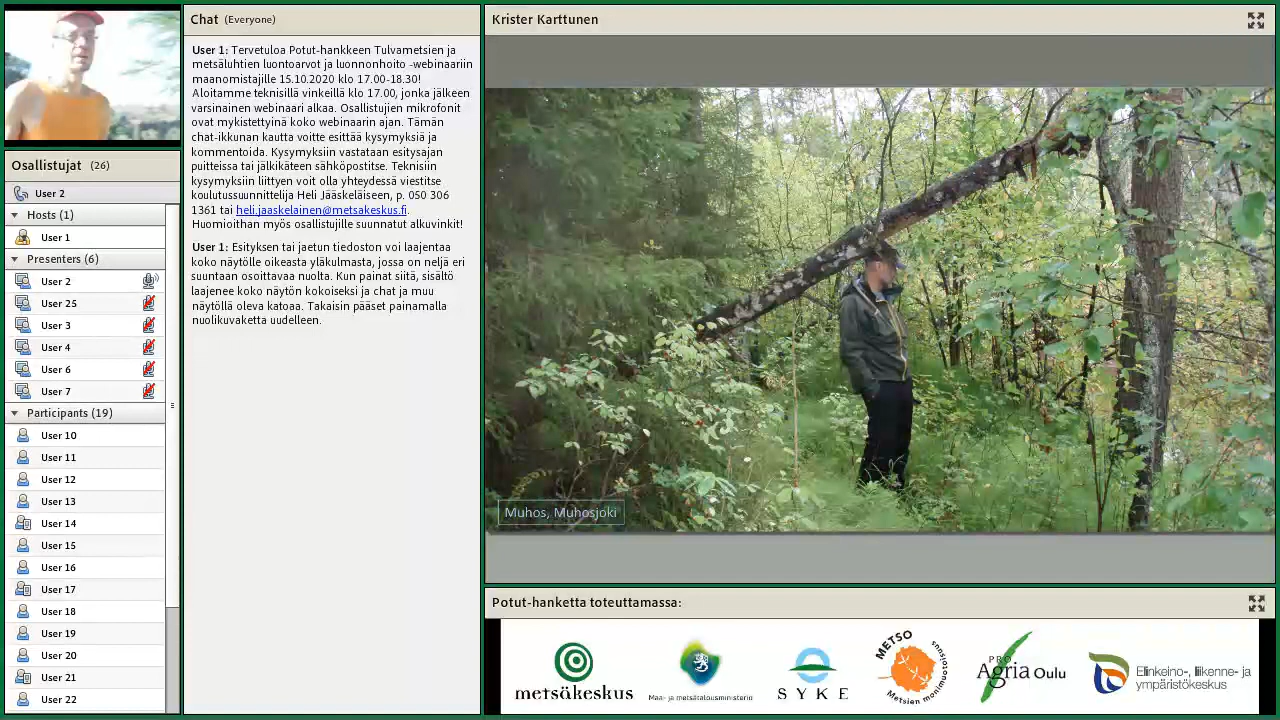 Osallistujat (26)
User 2
Hosts (1)
User 1
Presenters (6)
User 2
User 25
User 3
User 4
User 6
User 7
Participants (19)
User 10
User 11
User 12
User 13
User 14
User 15
User 16
User 17
User 18
User 19
User 20
User 21
User 22
Chat (Everyone)
User 1: Tervetuloa Potut-hankkeen Tulvametsien ja
metsäluhtien luontoarvot ja luonnonhoito -webinaariin
maanomistajille 15.10.2020 klo 17.00-18.30!
Aloitamme teknisillä vinkeillä klo 17.00, jonka jälkeen
varsinainen webinaari alkaa. Osallistujien mikrofonit
ovat mykistettyinä koko webinaarin ajan. Tämän
chat-ikkunan kautta voitte esittää kysymyksiä ja
kommentoida. Kysymyksiin vastataan esitysajan
puitteissa tai jälkikäteen sähköpostitse. Teknisiin
kysymyksiin liittyen voit olla yhteydessä viestitse
koulutussuunnittelija Heli Jääskeläiseen, p. 050 306
1361 tai heli.jaaskelainen@metsakeskus.fi.
Huomioithan myös osallistujille suunnatut alkuvinkit!
User 1: Esityksen tai jaetun tiedoston voi laajentaa
koko näytölle oikeasta yläkulmasta, jossa on neljä eri
suuntaan osoittavaa nuolta. Kun painat siitä, sisältö
laajenee koko näytön kokoiseksi ja chat ja muu
näytöllä oleva katoaa. Takaisin pääset painamalla
nuolikuvaketta uudelleen.
Krister Karttunen
Muhos, Muhosjoki
Potut-hanketta toteuttamassa:
metsäkeskus
Maa- ja metsätalousministeriö
SYKE
METSO
Metsien monimuotoisuus
PRO
Agria Oulu
Elinkeino-, liikenne- ja
ympäristökeskus